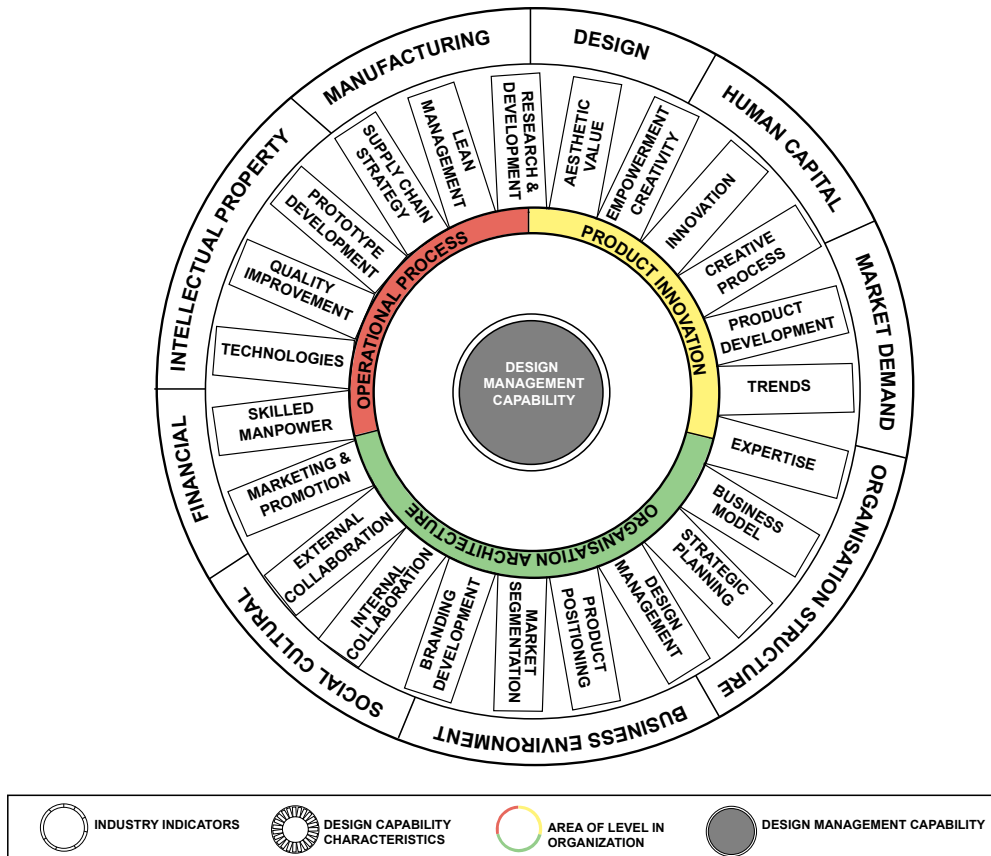 MANUFACTURING
DESIGN
HUMAN CAPITAL
MARKET DEMAND
ORGANISATION STRUCTURE
BUSINESS ENVIRONMENT
SOCIAL CULTURAL
FINANCIAL
INTELLECTUAL PROPERTY
RESEARCH &
DEVELOPMENT
AESTHETIC
VALUE
EMPOWERMENT
CREATIVITY
INNOVATION
CREATIVE
PROCESS
PRODUCT
DEVELOPMENT
TRENDS
EXPERTISE
BUSINESS
MODEL
STRATEGIC
PLANNING
DESIGN
MANAGEMENT
PRODUCT
POSITIONING
MARKET
SEGMENTATION
BRANDING
DEVELOPMENT
INTERNAL
COLLABORATION
EXTERNAL
COLLABORATION
MARKETING &
PROMOTION
SKILLED
MANPOWER
TECHNOLOGIES
QUALITY
IMPROVEMENT
PROTOTYPE
DEVELOPMENT
SUPPLY CHAIN
STRATEGY
LEAN
MANAGEMENT
OPERATIONAL PROCESS
PRODUCT INNOVATION
ORGANISATION ARCHITECTURE
DESIGN
MANAGEMENT
CAPABILITY
INDUSTRY INDICATORS
DESIGN CAPABILITY
CHARACTERISTICS
AREA OF LEVEL IN
ORGANIZATION
DESIGN MANAGEMENT CAPABILITY